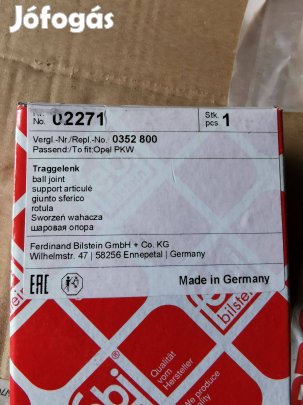 Jófogás
No. 02271
Stk.
pcs. 1
Vergl.-Nr./Repl.-No. 0352 800
Passend/To fit: Opel PKW
Traggelenk
ball joint
support articulé
giunto sferico
rotula
Sworzeń wahacza
шаровая опора
Ferdinand Bilstein GmbH + Co. KG
Wilhelmstr. 47 | 58256 Ennepetal | Germany
EAC
Made in Germany
bilstein
Qualität
vom
Hersteller
We produce